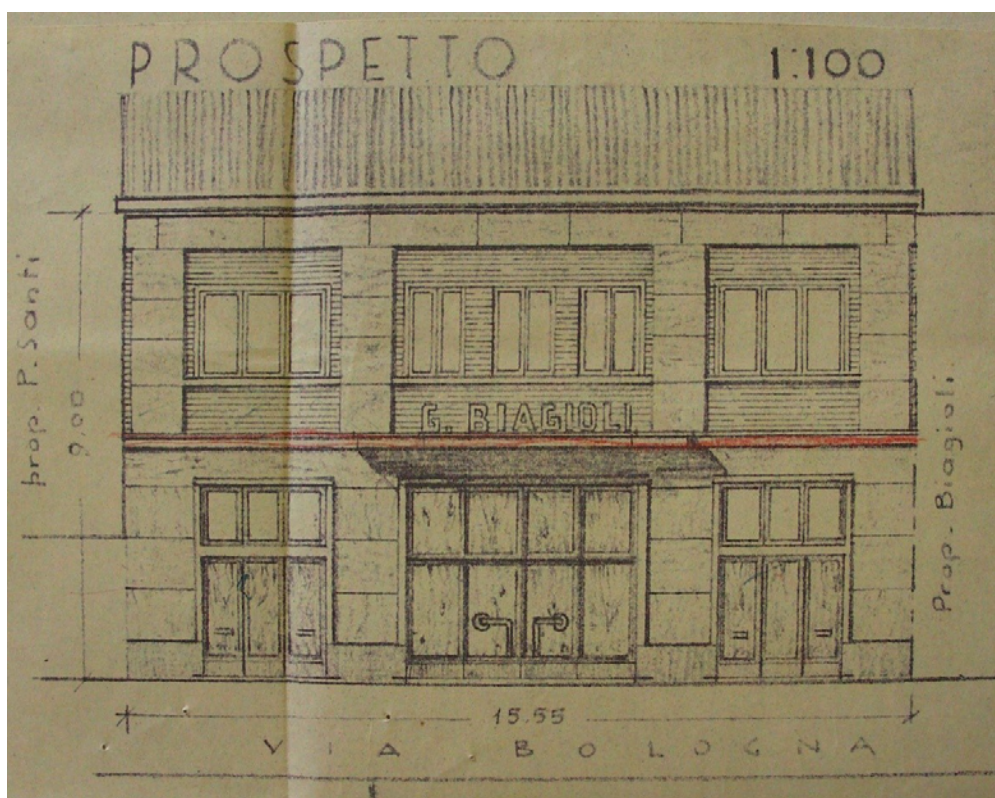 PROSPETTO 1:100
prop. P. Santi
9,00
G. BIAGIOLI
Prop. Biagioli.
15.55
VIA BOLOGNA